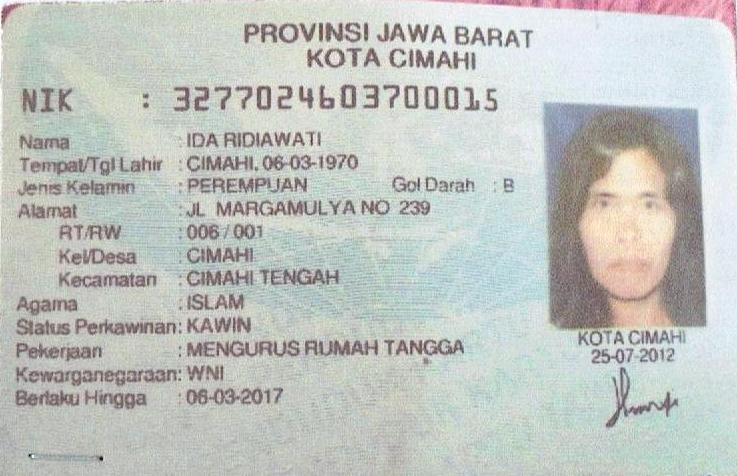 PROVINSI JAWA BARAT
KOTA CIMAHI
NIK : 3277024603700015
Nama : IDA RIDIAWATI
Tempat/Tgl Lahir : CIMAHI, 06-03-1970
Jenis Kelamin : PEREMPUAN Gol Darah : B
Alamat : JL MARGAMULYA NO 239
RT/RW : 006 / 001
Kel/Desa : CIMAHI
Kecamatan : CIMAHI TENGAH
Agama : ISLAM
Status Perkawinan: KAWIN
Pekerjaan : MENGURUS RUMAH TANGGA
Kewarganegaraan: WNI
Berlaku Hingga : 06-03-2017
KOTA CIMAHI
25-07-2012